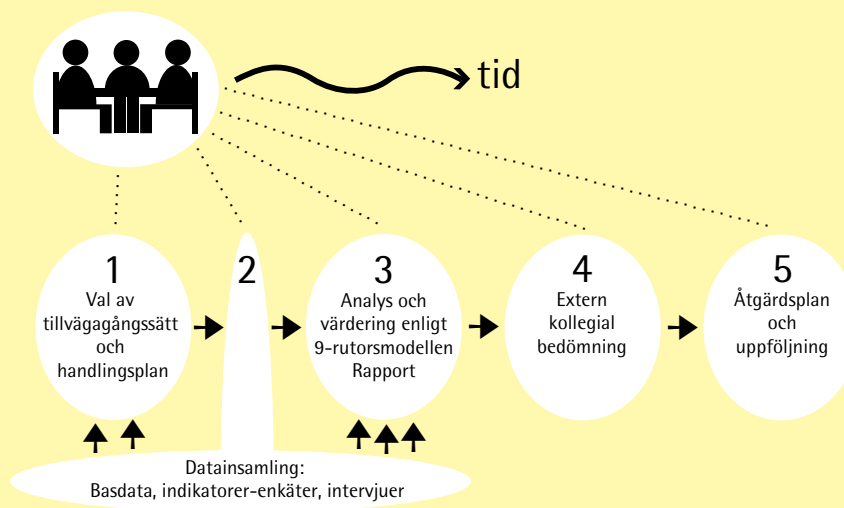 tid
1
Val av
tillvägagångssätt
och
handlingsplan
2
3
Analys och
värdering enligt
9-rutorsmodellen
Rapport
4
Extern
kollegial
bedömning
5
Åtgärdsplan
och
uppföljning
Datainsamling:
Basdata, indikatorer-enkäter, intervjuer